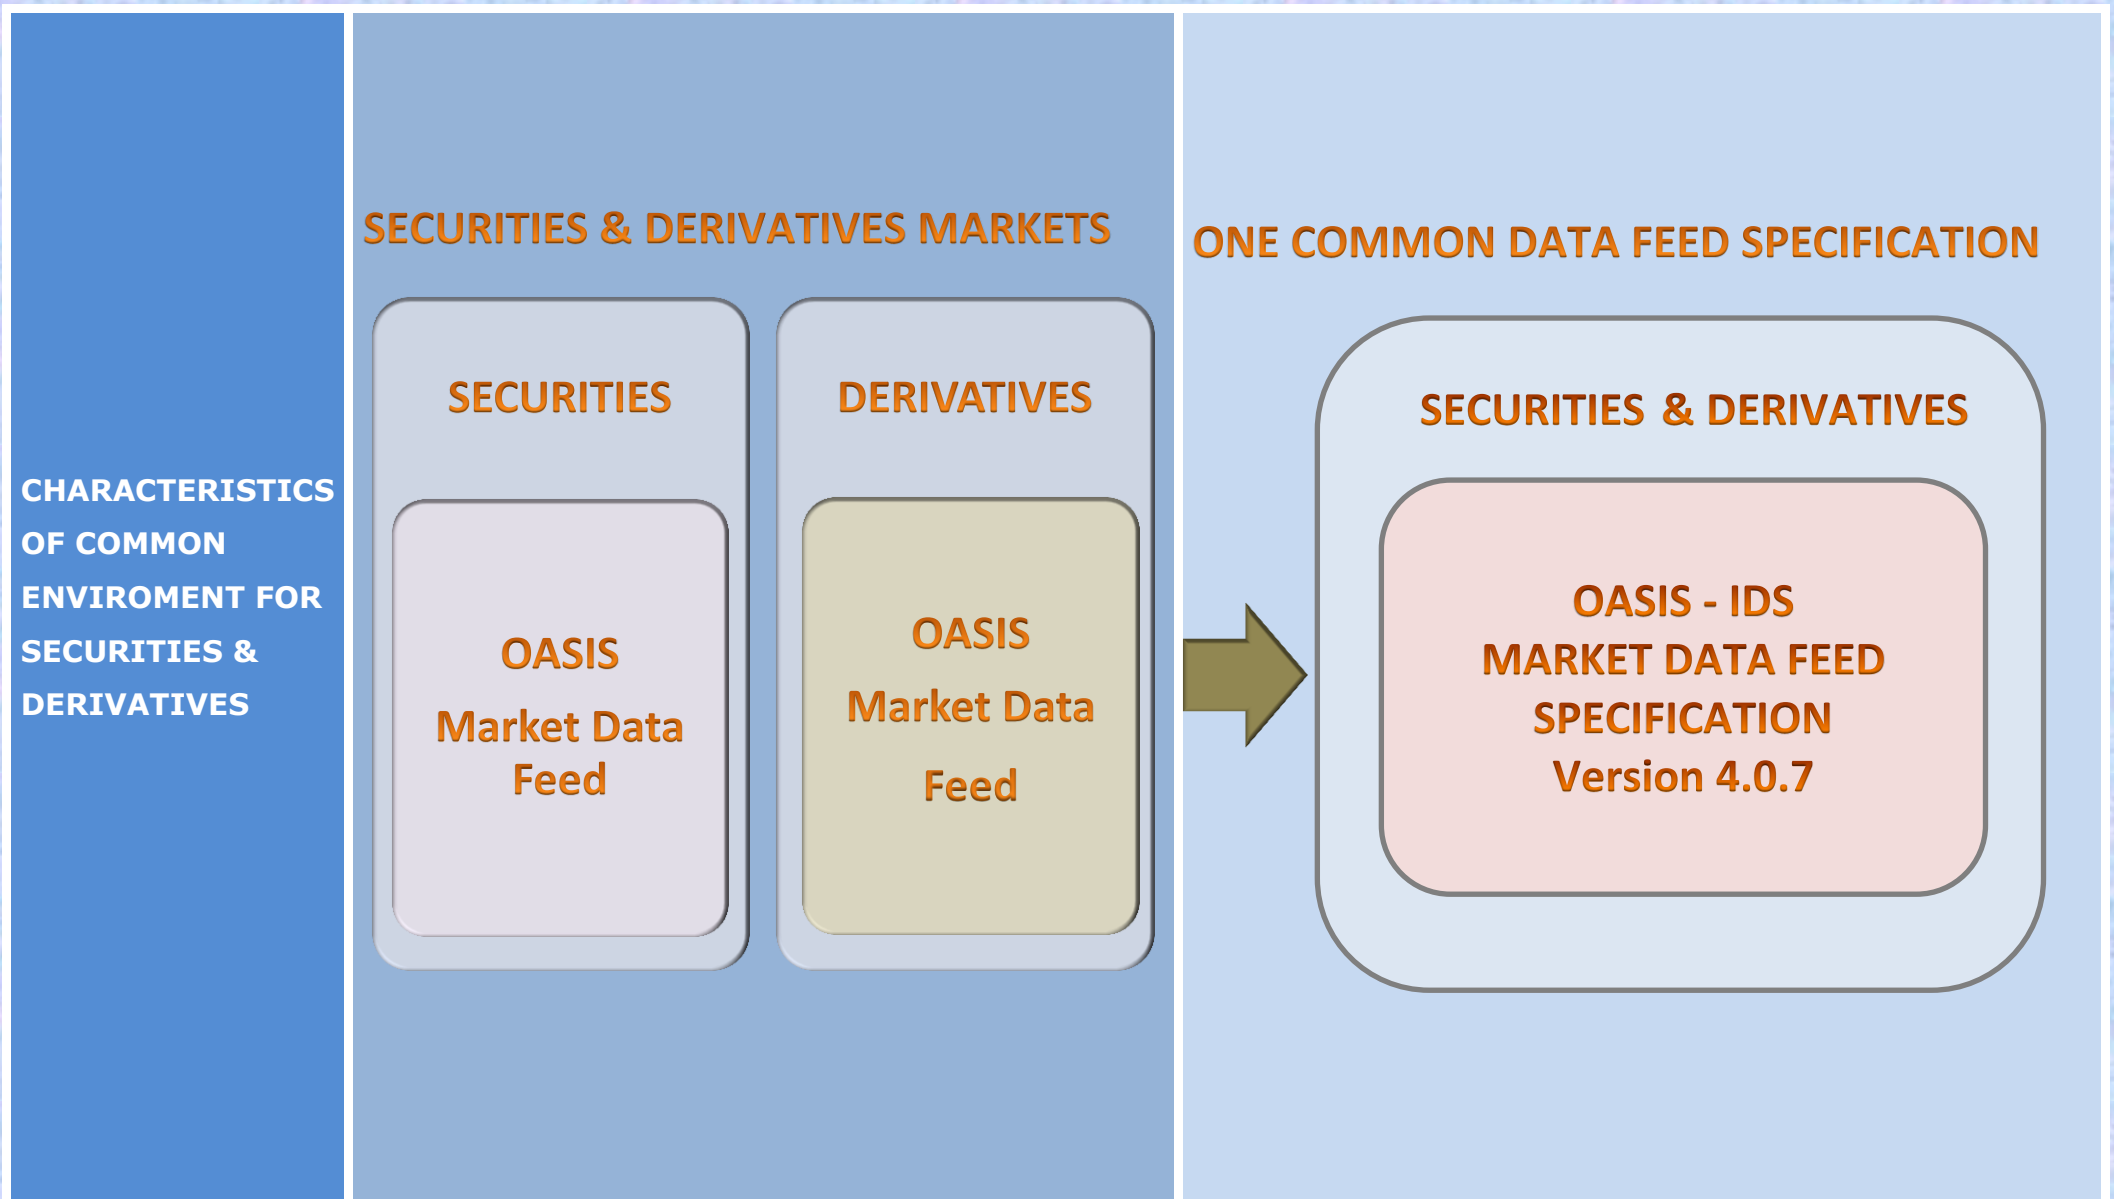 CHARACTERISTICS
OF COMMON
ENVIROMENT FOR
SECURITIES &
DERIVATIVES
SECURITIES & DERIVATIVES MARKETS
SECURITIES
OASIS
Market Data
Feed
DERIVATIVES
OASIS
Market Data
Feed
ONE COMMON DATA FEED SPECIFICATION
SECURITIES & DERIVATIVES
OASIS - IDS
MARKET DATA FEED
SPECIFICATION
Version 4.0.7